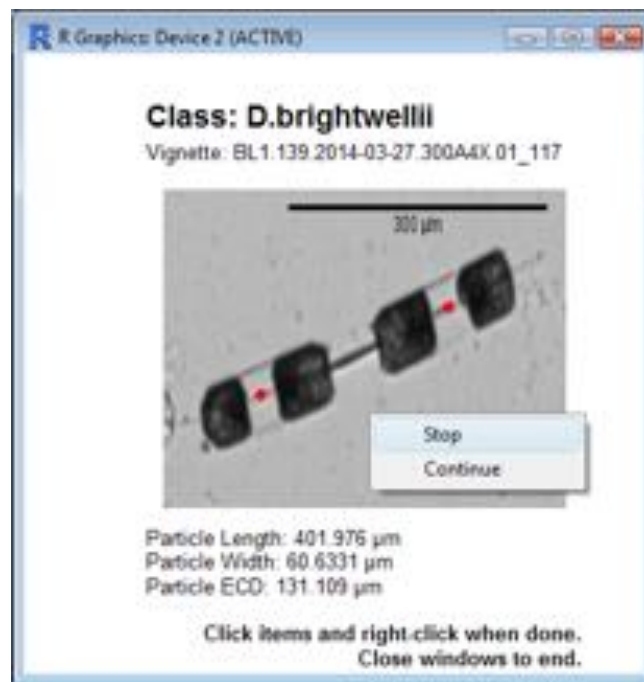 R Graphics: Device 2 (ACTIVE)
Class: D.brightwellii
Vignette: BL1.139.2014-03-27.300A4X.01_117
300 µm
Stop
Continue
Particle Length: 401.976 µm
Particle Width: 60.6331 µm
Particle ECD: 131.109 µm
Click items and right-click when done.
Close windows to end.